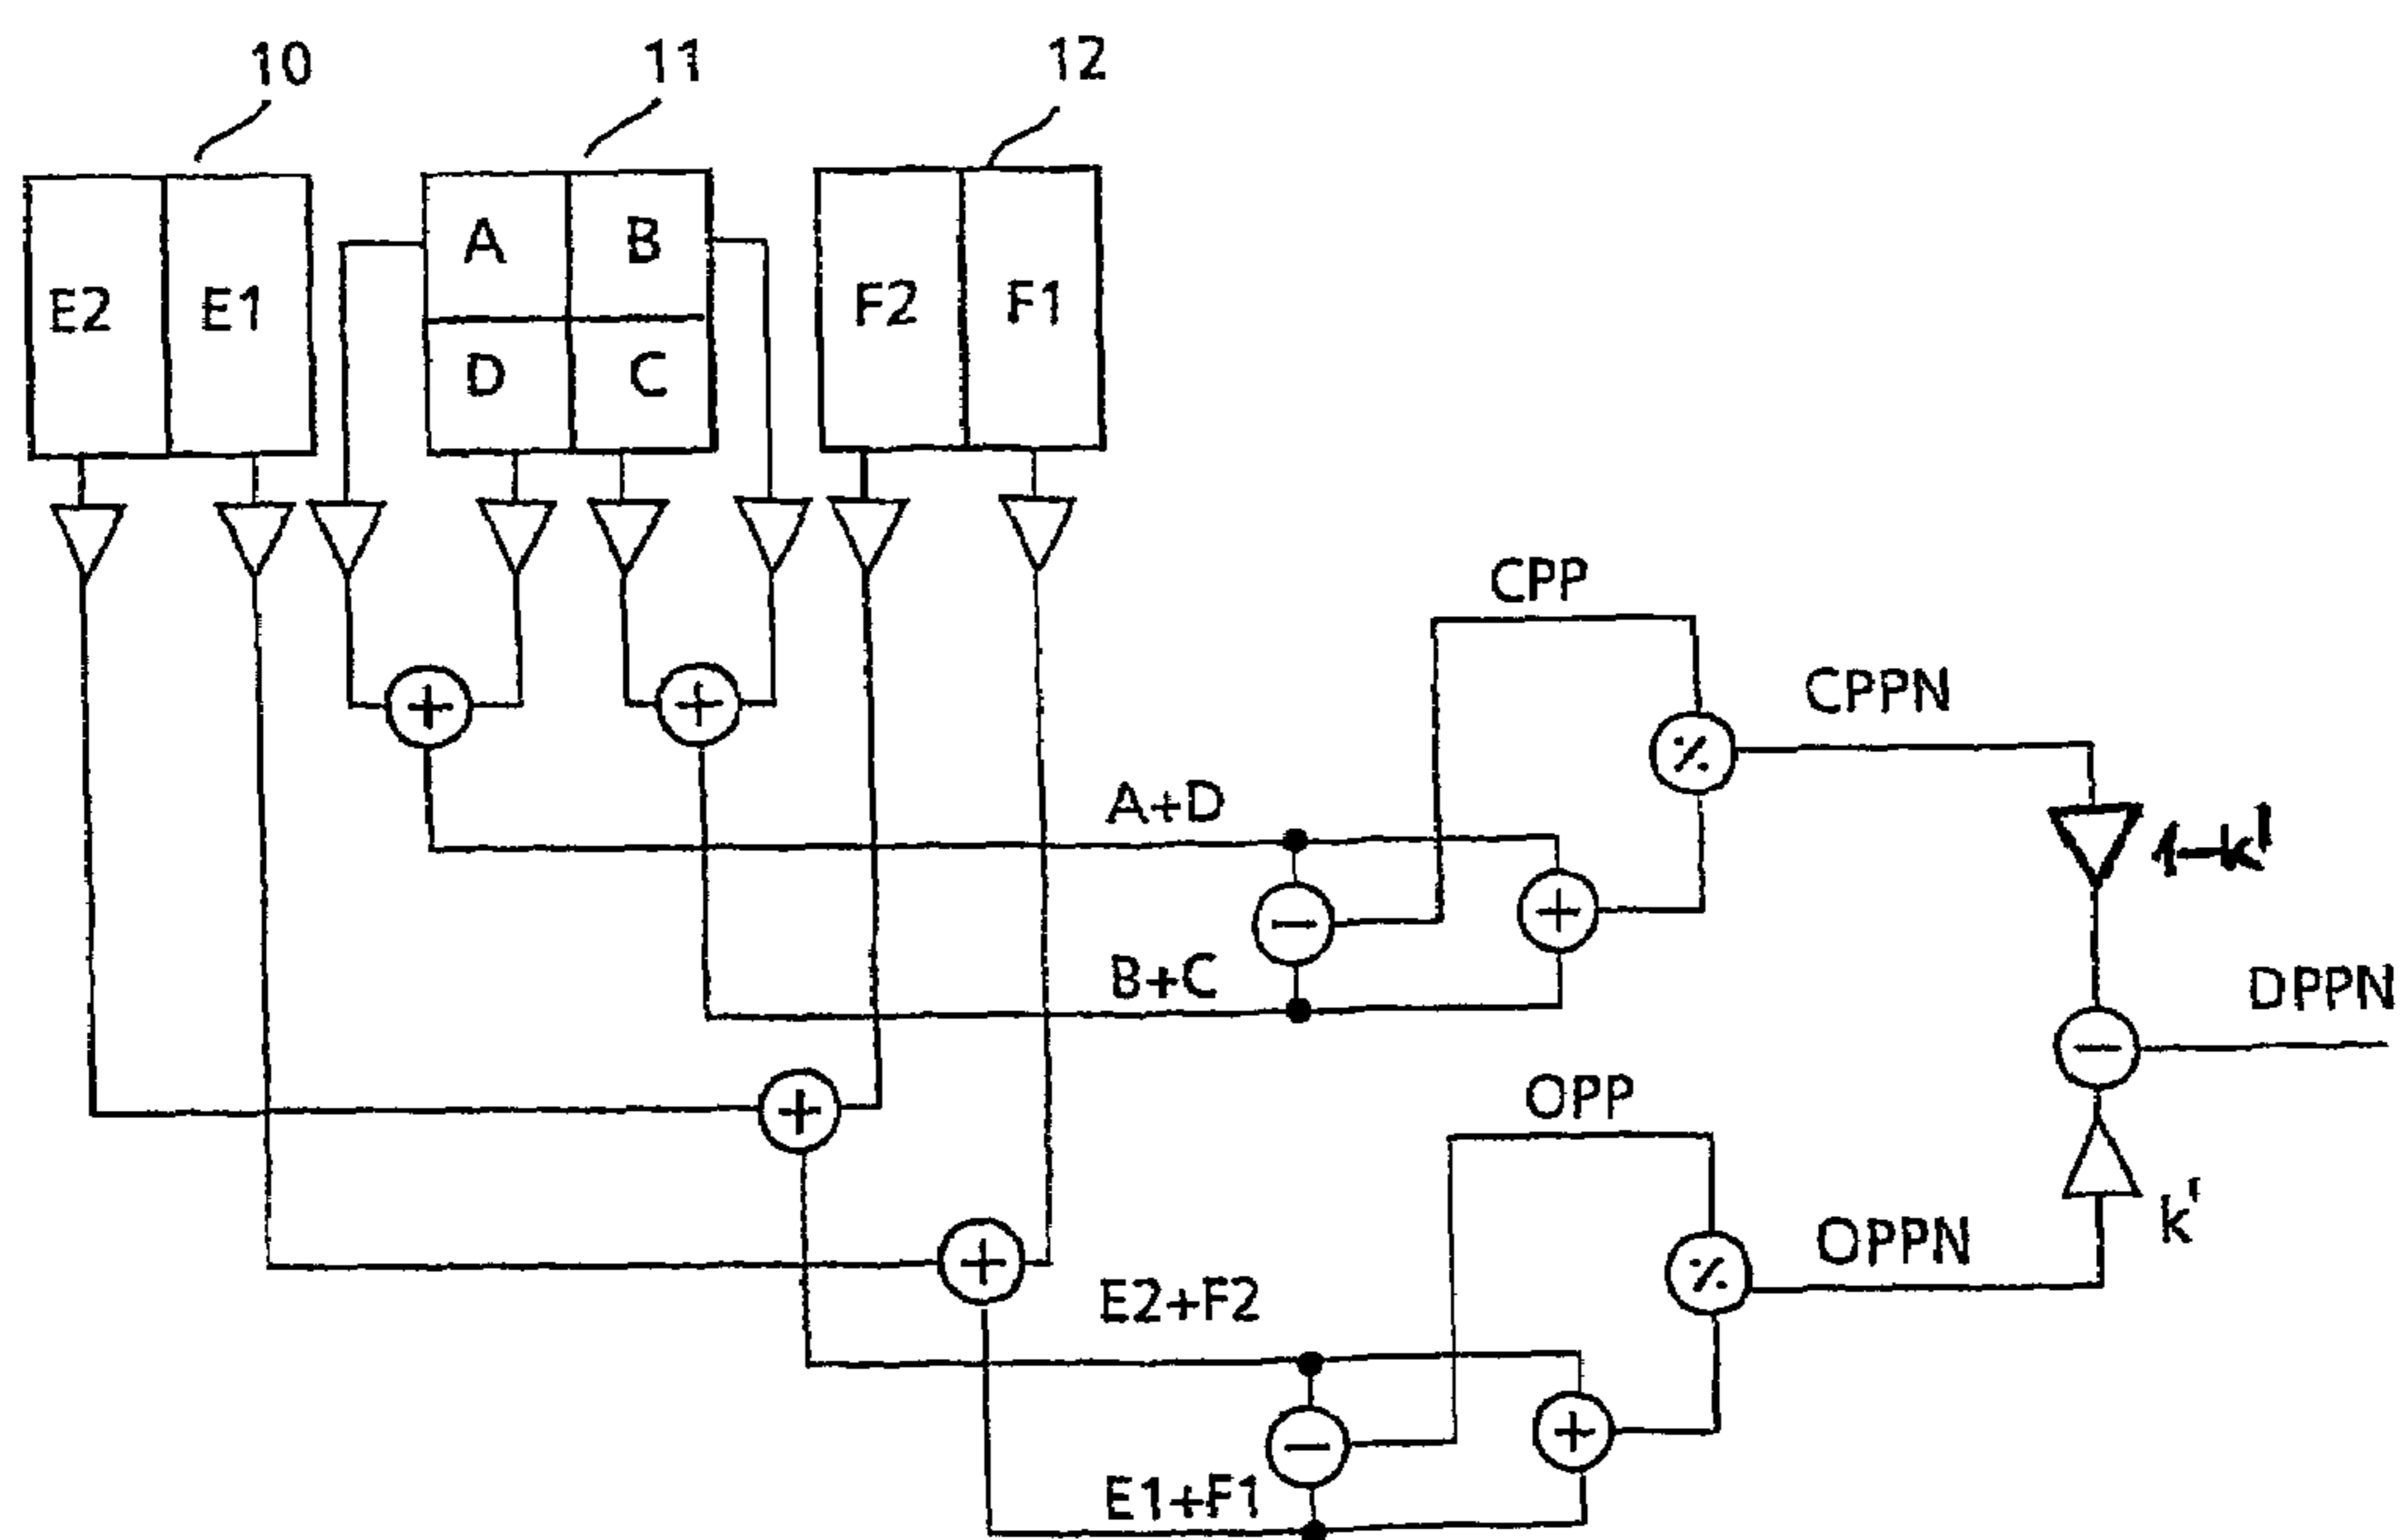 10 11 12
A B
E2 E1 F2 F1
D C
+ +
CPP
CPPN
%
A+D
1-k'
- +
B+C
DPPN
-
OPP
+
k'
OPPN
%
+
E2+F2
- +
E1+F1